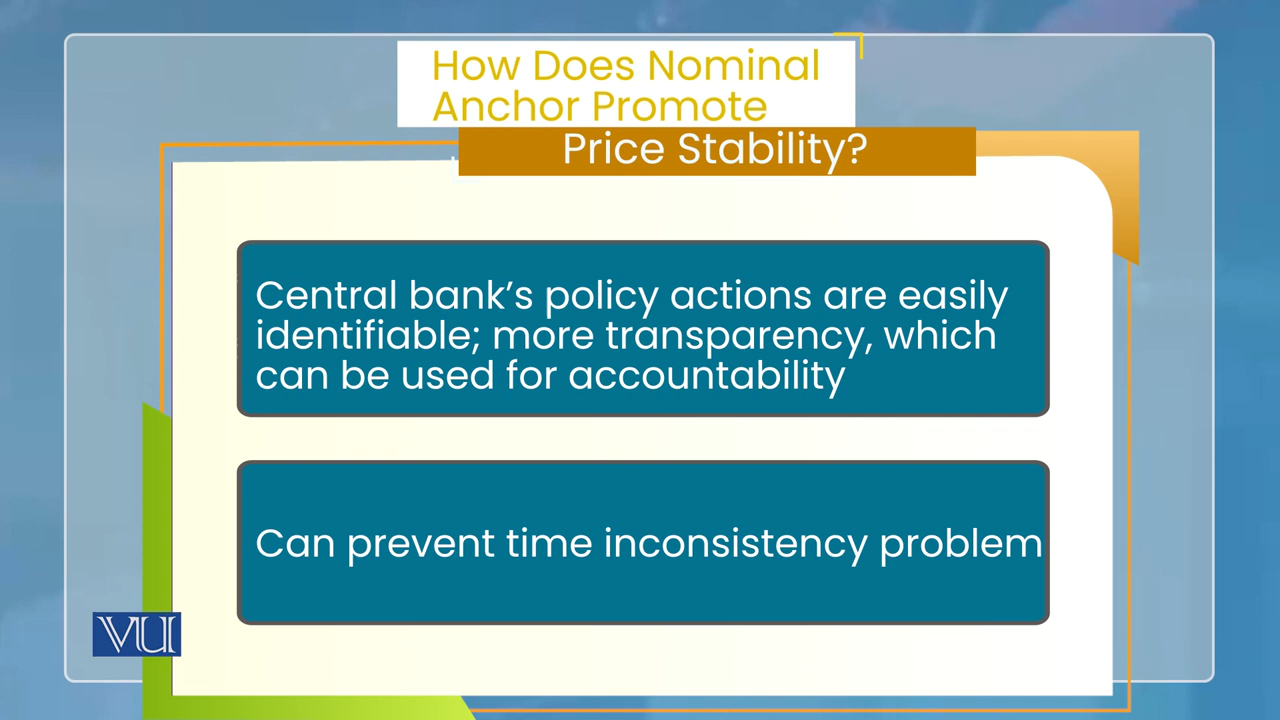 How Does Nominal
Anchor Promote
Price Stability?
Central bank’s policy actions are easily
identifiable; more transparency, which
can be used for accountability
Can prevent time inconsistency problem
VU